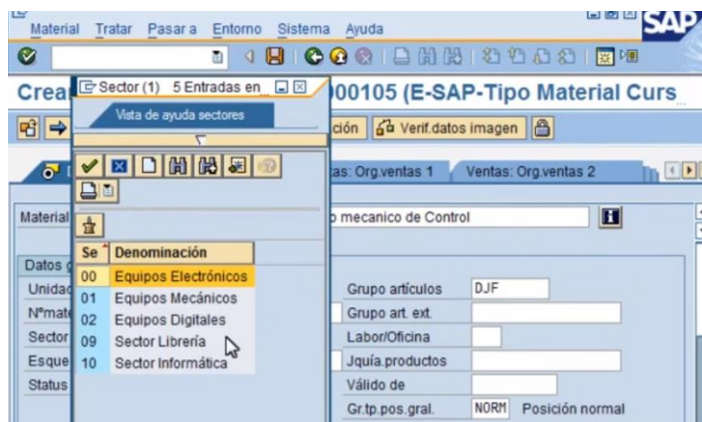 Material Tratar Pasar a Entorno Sistema Ayuda
SAP
Crea
000105 (E-SAP-Tipo Material Curs
Sector (1) 5 Entradas en
Vista de ayuda sectores
ción Verif.datos imagen
as: Org.ventas 1 Ventas: Org.ventas 2
Material
o mecanico de Control
Se Denominación
00 Equipos Electrónicos
01 Equipos Mecánicos
02 Equipos Digitales
09 Sector Librería
10 Sector Informática
Datos g
Unidad
Nºmate
Sector
Esque
Status
Grupo artículos DJF
Grupo art. ext.
Labor/Oficina
Jquía.productos
Válido de
Gr.tp.pos.gral. NORM Posición normal